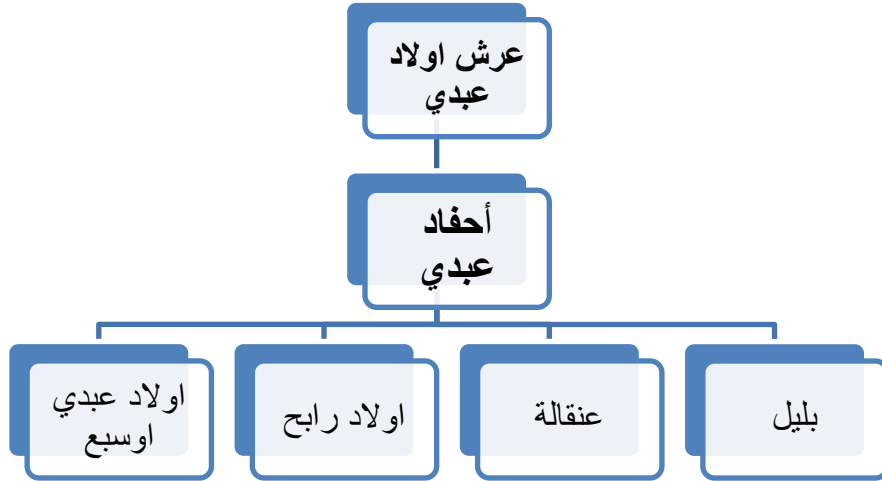 عرش اولاد
عبدي
أحفاد
عبدي
بليل
عنقالة
اولاد رابح
اولاد عبدي
اوسبع